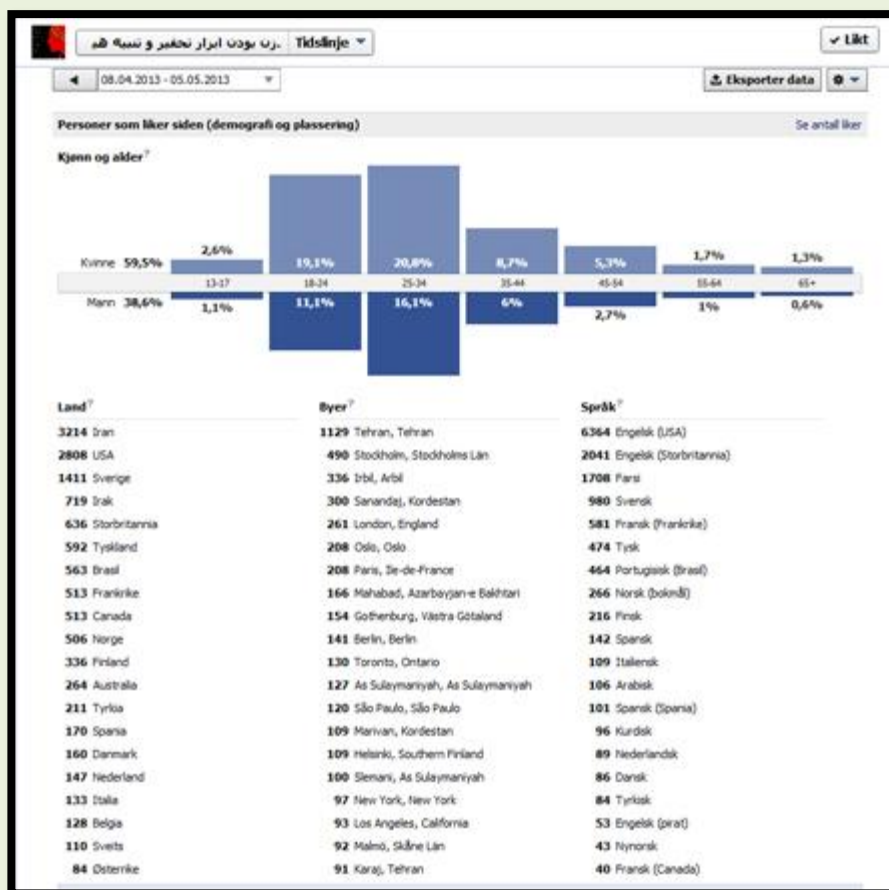 زن بودن ابزار تحقیر و تنبیه هی.. Tidslinje
Likt
08.04.2013 - 05.05.2013
Eksporter data
Personer som liker siden (demografi og plassering) Se antall liker
Kjønn og alder?
2,6% 19,1% 20,8% 8,7% 5,3% 1,7% 1,3%
Kvinne 59,5%
13-17 18-24 25-34 35-44 45-54 55-64 65+
Mann 38,6%
1,1% 11,1% 16,1% 6% 2,7% 1% 0,6%
Land?
3214 Iran
2808 USA
1411 Sverige
719 Irak
636 Storbritannia
592 Tyskland
563 Brasil
513 Frankrike
513 Canada
506 Norge
336 Finland
264 Australia
211 Tyrkia
170 Spania
160 Danmark
147 Nederland
133 Italia
128 Belgia
110 Sveits
84 Østerrike
Byer?
1129 Tehran, Tehran
490 Stockholm, Stockholms Län
336 Irbil, Arbil
300 Sanandaj, Kordestan
261 London, England
208 Oslo, Oslo
208 Paris, Ile-de-France
166 Mahabad, Azarbayjan-e Bakhtari
154 Gothenburg, Västra Götaland
141 Berlin, Berlin
130 Toronto, Ontario
127 As Sulaymaniyah, As Sulaymaniyah
120 São Paulo, São Paulo
109 Marivan, Kordestan
109 Helsinki, Southern Finland
100 Slemani, As Sulaymaniyah
97 New York, New York
93 Los Angeles, California
92 Malmö, Skåne Län
91 Karaj, Tehran
Språk?
6364 Engelsk (USA)
2041 Engelsk (Storbritannia)
1708 Farsi
980 Svensk
581 Fransk (Frankrike)
474 Tysk
464 Portugisisk (Brasil)
266 Norsk (bokmål)
216 Finsk
142 Spansk
109 Italiensk
106 Arabisk
101 Spansk (Spania)
96 Kurdisk
89 Nederlandsk
86 Dansk
84 Tyrkisk
53 Engelsk (pirat)
43 Nynorsk
40 Fransk (Canada)